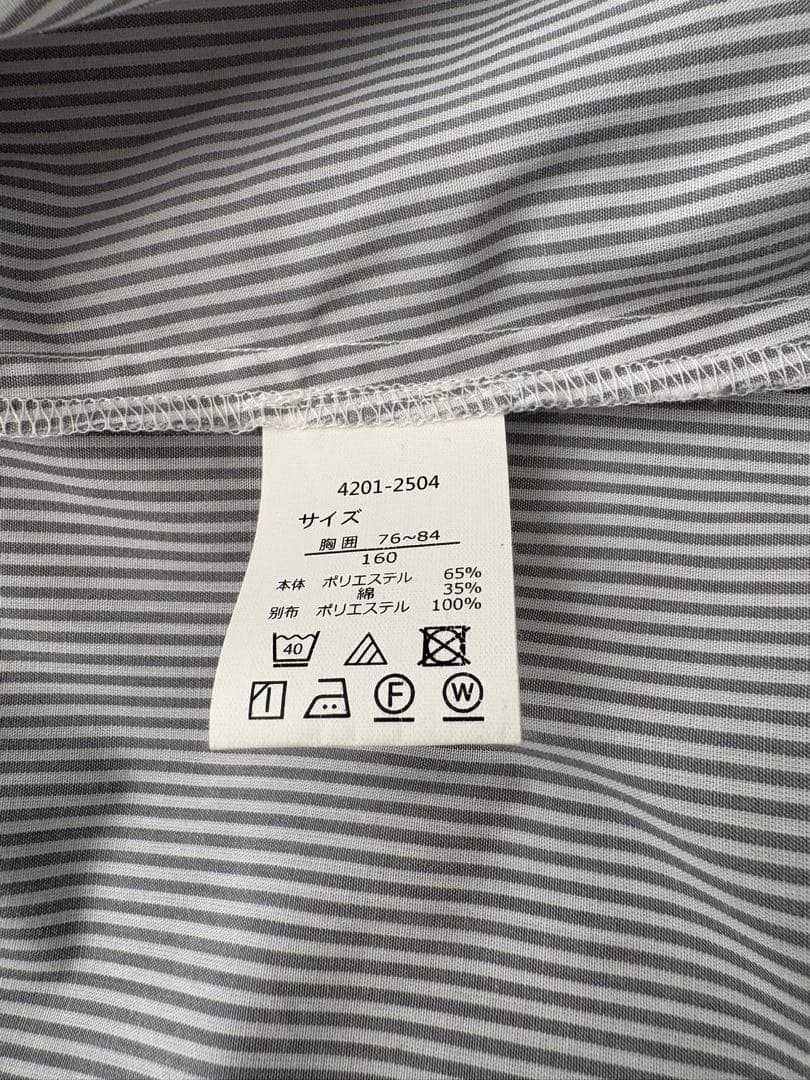 4201-2504
サイズ
胸囲 76~84
160
本体 ポリエステル 65%
綿 35%
別布 ポリエステル 100%
40
F W